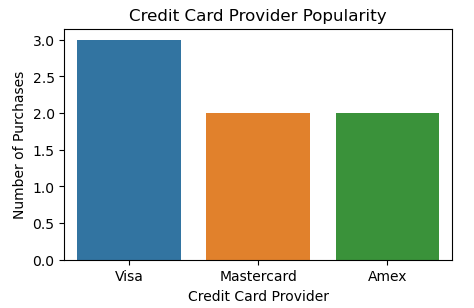 Credit Card Provider Popularity
Number of Purchases
3.0
2.5
2.0
1.5
1.0
0.5
0.0
Visa Mastercard Amex
Credit Card Provider